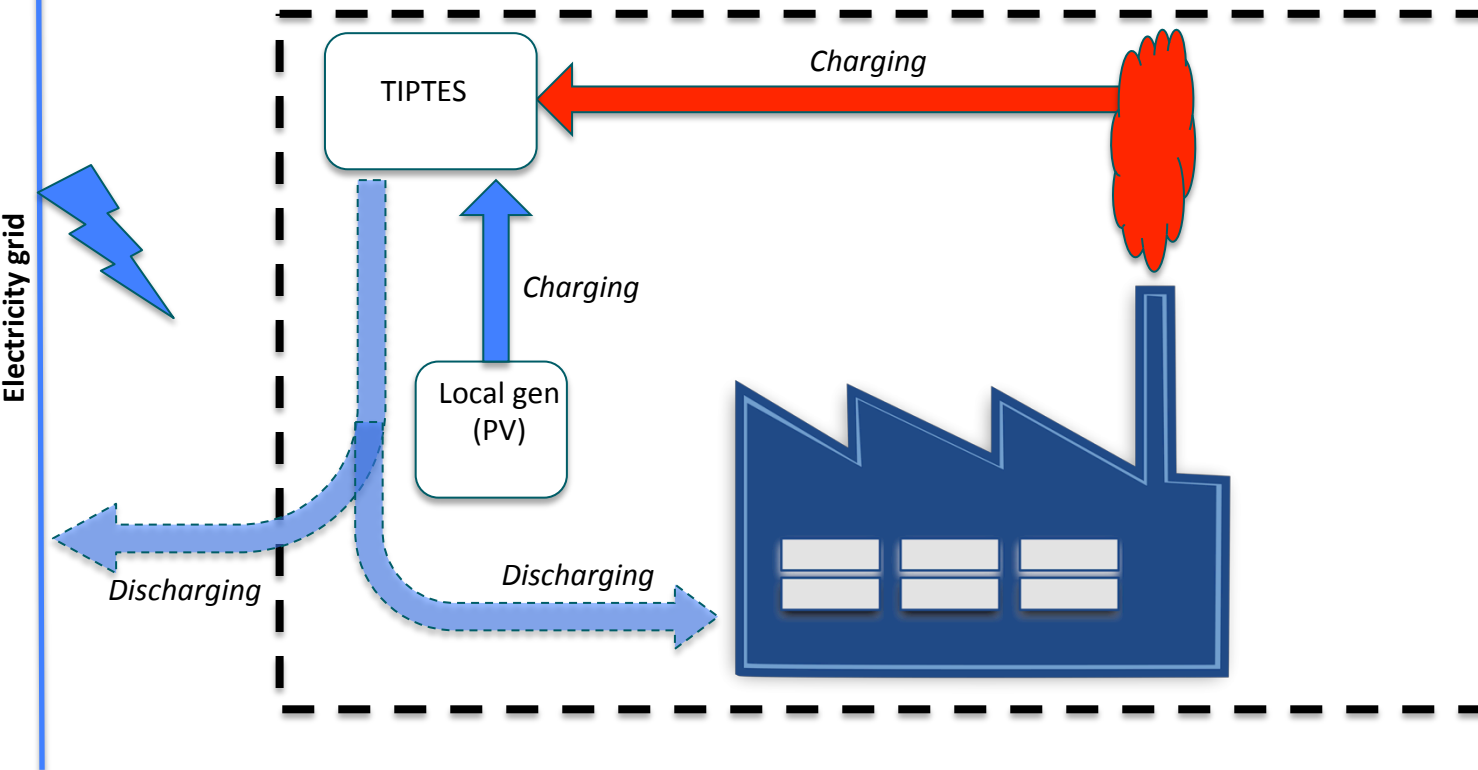 Charging
TIPTES
Electricity grid
Charging
Local gen
(PV)
Discharging
Discharging